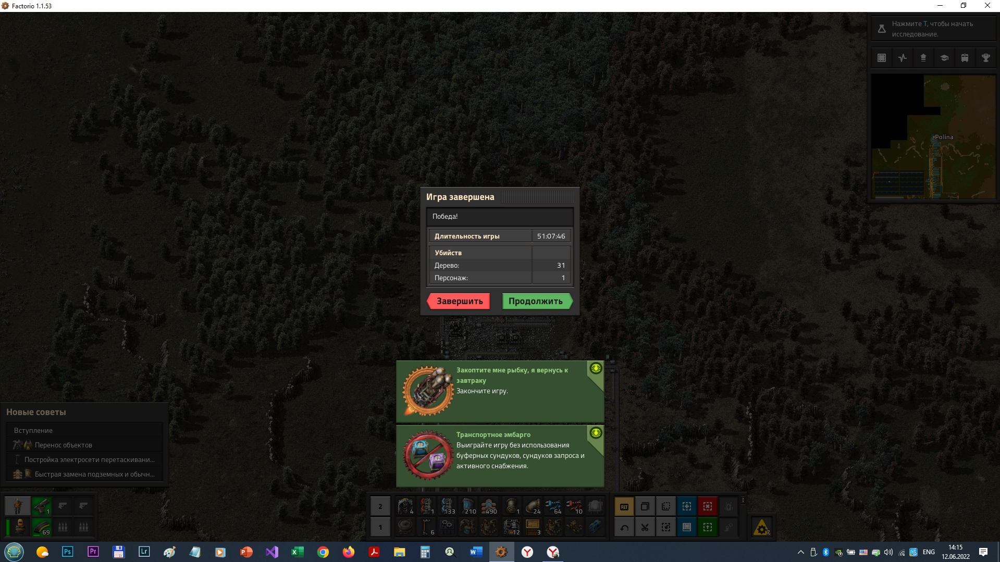 Factorio 1.1.53
Нажмите T, чтобы начать
исследование.
Polina
Игра завершена
Победа!
Длительность игры 51:07:46
Убийств
Дерево: 31
Персонаж: 1
Завершить Продолжить
Закоптите мне рыбку, я вернусь к
завтраку
Закончите игру.
Транспортное эмбарго
Выиграйте игру без использования
буферных сундуков, сундуков запроса и
активного снабжения.
Новые советы
Вступление
Перенос объектов
Постройка электросети перетаскивани...
Быстрая замена подземных и обычн...
1
69
2 4 1 133 210 490 1 24 64 10
1 6 12 3
ALT
7
Ps Pr Lr
ENG
14:15
12.06.2022